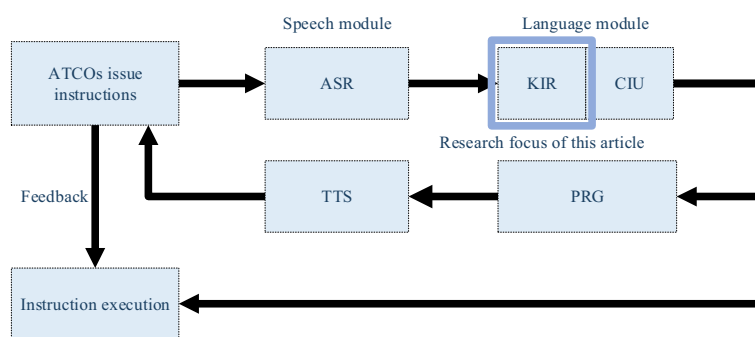 Speech module
Language module
ATCOs issue
instructions
ASR
KIR
CIU
Research focus of this article
Feedback
TTS
PRG
Instruction execution